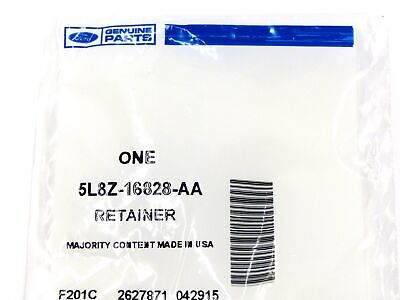 Ford
GENUINE
PARTS
ONE
5L8Z-16828-AA
RETAINER
MAJORITY CONTENT MADE IN USA
F201C 2627871 042915